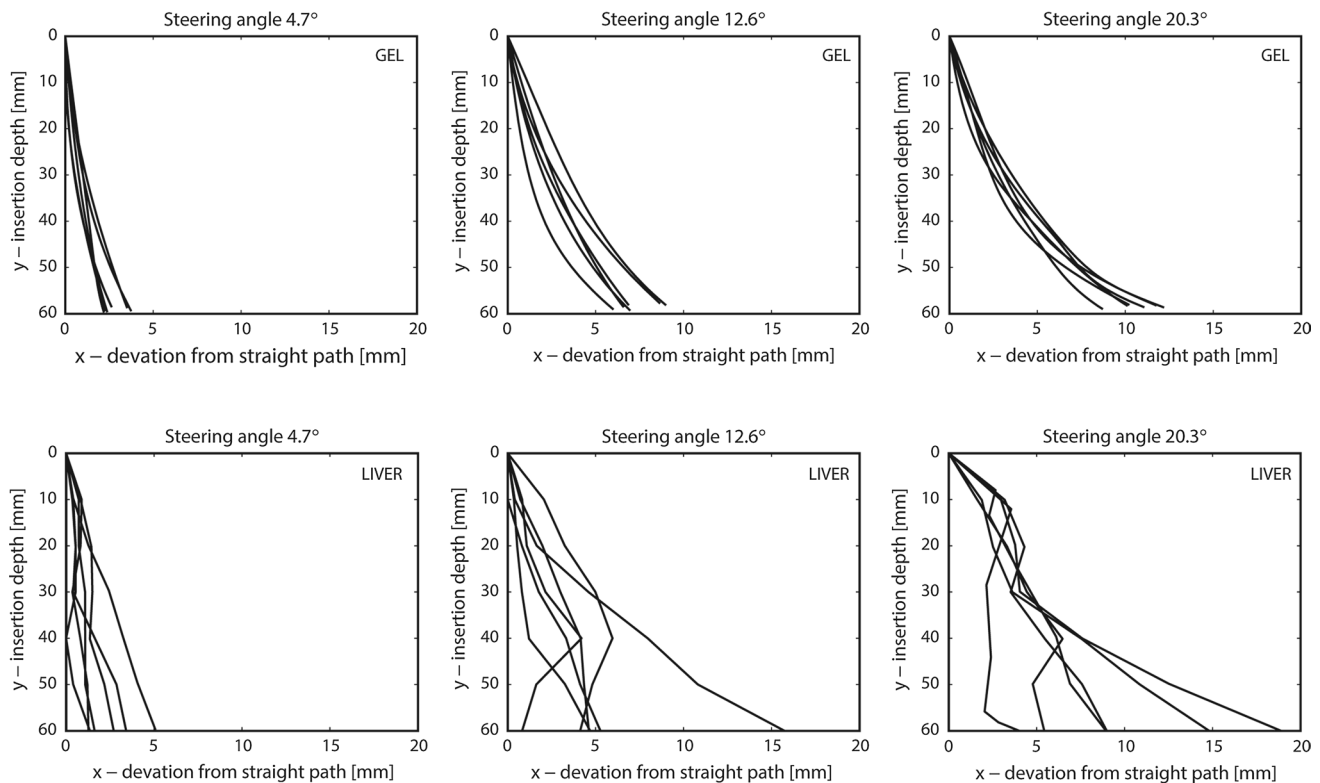 Steering angle 4.7°
GEL
0
10
20
30
40
50
60
y – insertion depth [mm]
0 5 10 15 20
x – devation from straight path [mm]
Steering angle 12.6°
GEL
0
10
20
30
40
50
60
y – insertion depth [mm]
0 5 10 15 20
x – devation from straight path [mm]
Steering angle 20.3°
GEL
0
10
20
30
40
50
60
y – insertion depth [mm]
0 5 10 15 20
x – devation from straight path [mm]
Steering angle 4.7°
LIVER
0
10
20
30
40
50
60
y – insertion depth [mm]
0 5 10 15 20
x – devation from straight path [mm]
Steering angle 12.6°
LIVER
0
10
20
30
40
50
60
y – insertion depth [mm]
0 5 10 15 20
x – devation from straight path [mm]
Steering angle 20.3°
LIVER
0
10
20
30
40
50
60
y – insertion depth [mm]
0 5 10 15 20
x – devation from straight path [mm]